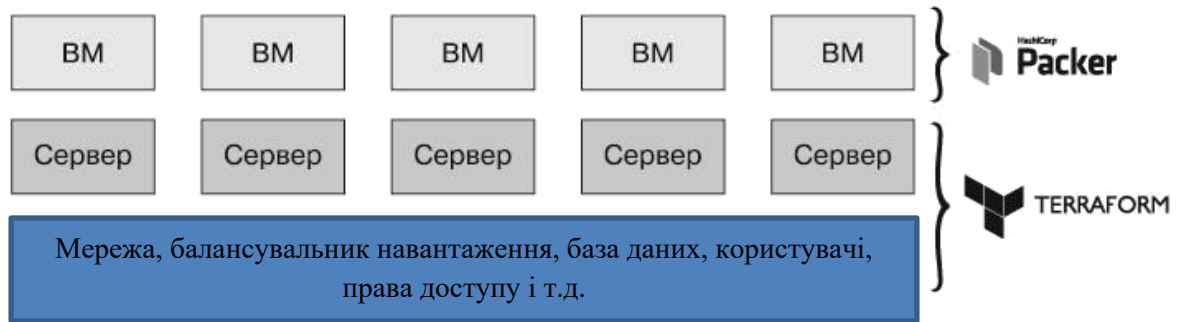 ВМ ВМ ВМ ВМ ВМ
HashiCorp
Packer
Сервер Сервер Сервер Сервер Сервер
TERRAFORM
Мережа, балансувальник навантаження, база даних, користувачі,
права доступу і т.д.